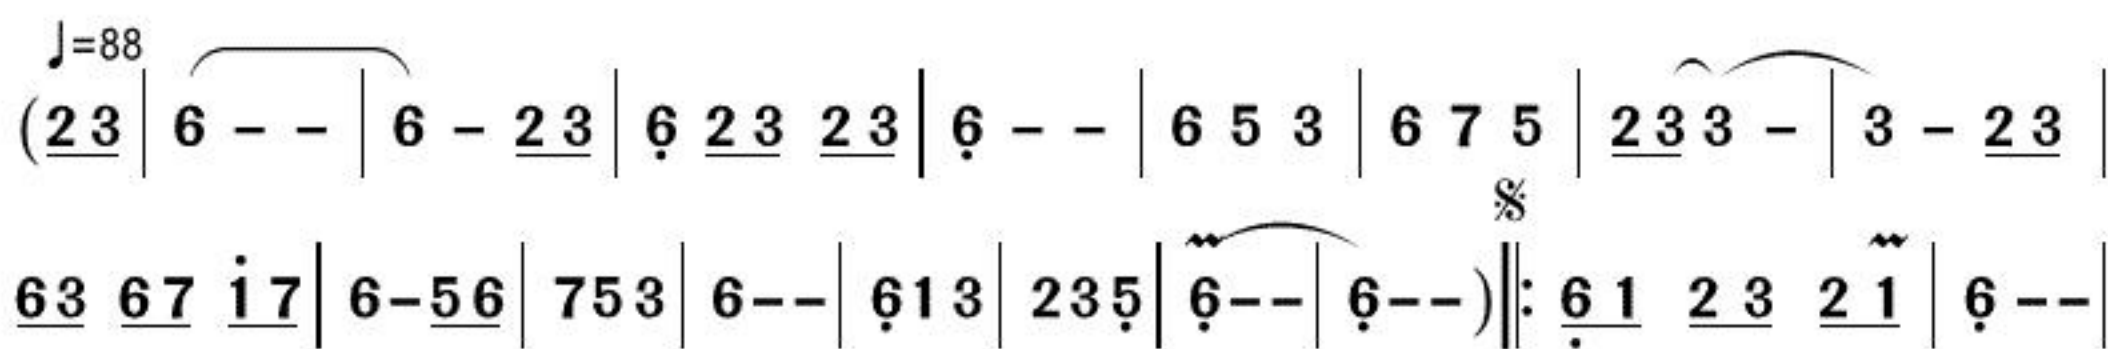 ♩=88
(2 3 | 6 – – | 6 – 2 3 | 6̣ 2 3 2 3 | 6̣ – – | 6 5 3 | 6 7 5 | 2 3 3 – | 3 – 2 3 |
𝄋
6 3 6 7 1̇ 7 | 6 – 5 6 | 7 5 3 | 6 – – | 6̣ 1 3 | 2 3 5̣ | 6̣ – – | 6̣ – – ) ‖: 6̣ 1 2 3 2 1 | 6̣ – – |